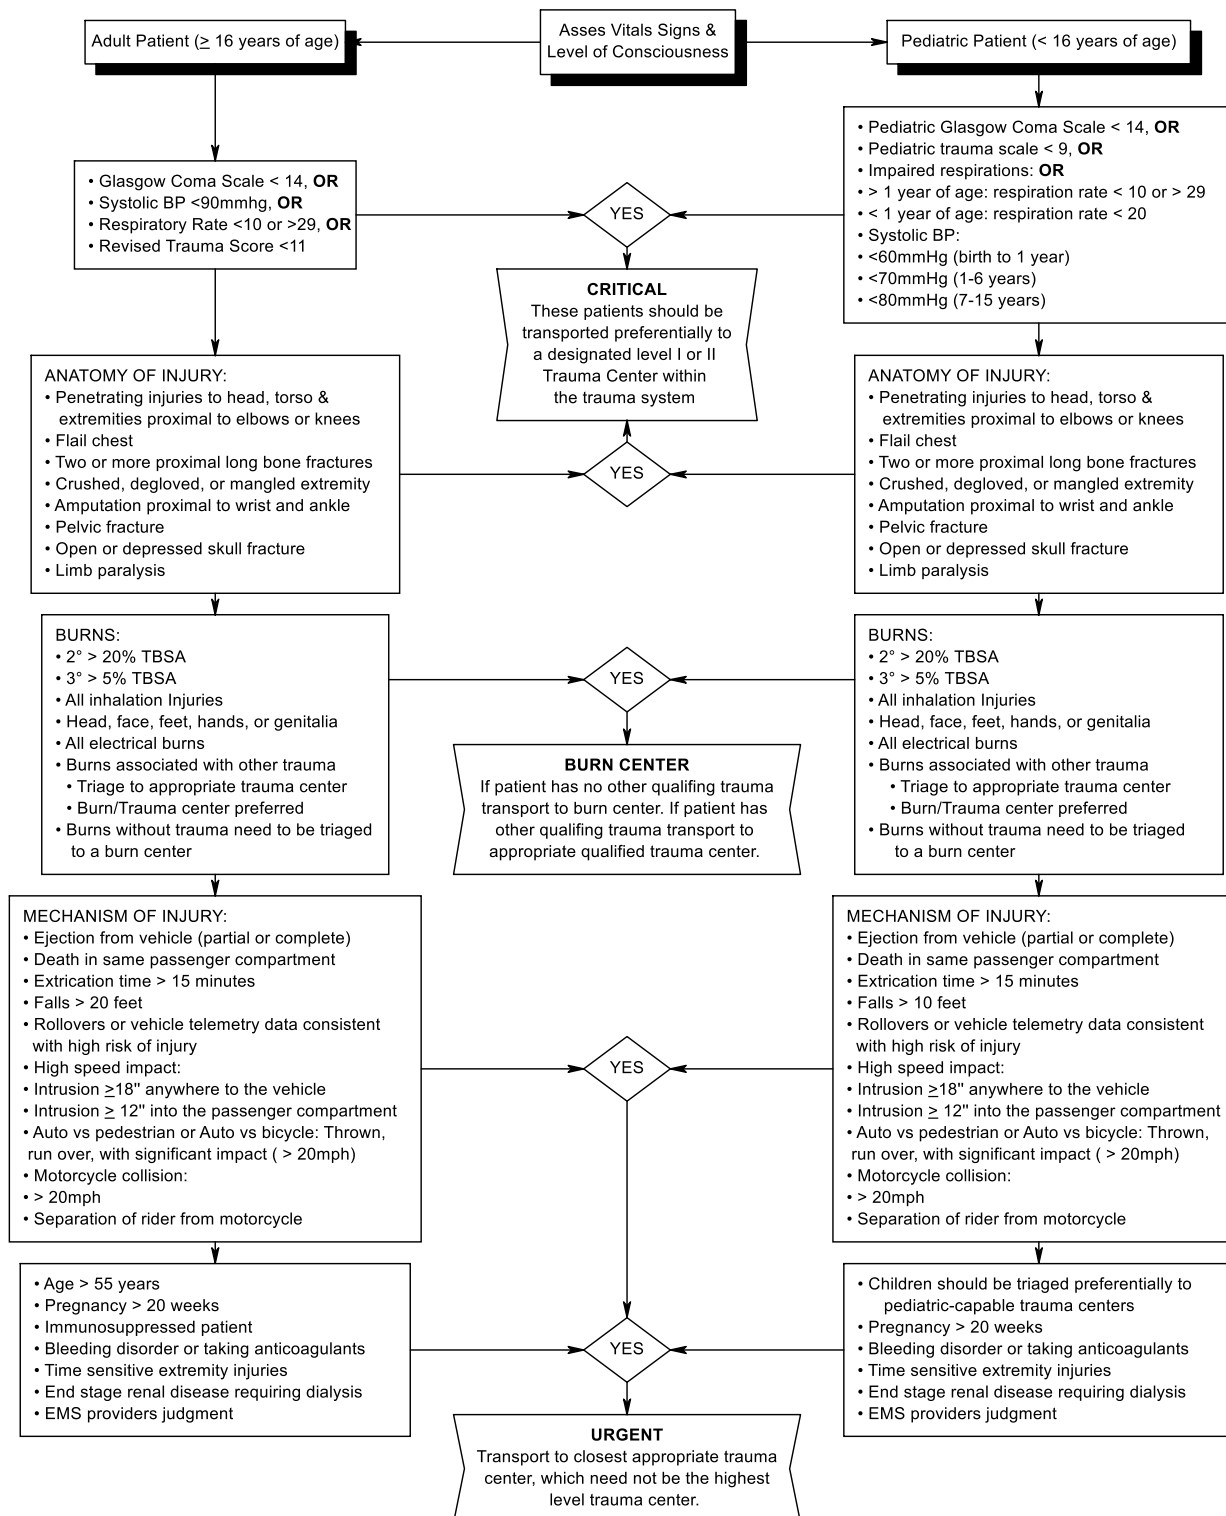 Asses Vitals Signs &
Level of Consciousness
Adult Patient (≥ 16 years of age)
Pediatric Patient (< 16 years of age)
• Glasgow Coma Scale < 14, OR
• Systolic BP <90mmhg, OR
• Respiratory Rate <10 or >29, OR
• Revised Trauma Score <11
YES
• Pediatric Glasgow Coma Scale < 14, OR
• Pediatric trauma scale < 9, OR
• Impaired respirations: OR
• > 1 year of age: respiration rate < 10 or > 29
• < 1 year of age: respiration rate < 20
• Systolic BP:
• <60mmHg (birth to 1 year)
• <70mmHg (1-6 years)
• <80mmHg (7-15 years)
CRITICAL
These patients should be
transported preferentially to
a designated level I or II
Trauma Center within
the trauma system
ANATOMY OF INJURY:
• Penetrating injuries to head, torso &
extremities proximal to elbows or knees
• Flail chest
• Two or more proximal long bone fractures
• Crushed, degloved, or mangled extremity
• Amputation proximal to wrist and ankle
• Pelvic fracture
• Open or depressed skull fracture
• Limb paralysis
YES
ANATOMY OF INJURY:
• Penetrating injuries to head, torso &
extremities proximal to elbows or knees
• Flail chest
• Two or more proximal long bone fractures
• Crushed, degloved, or mangled extremity
• Amputation proximal to wrist and ankle
• Pelvic fracture
• Open or depressed skull fracture
• Limb paralysis
BURNS:
• 2° > 20% TBSA
• 3° > 5% TBSA
• All inhalation Injuries
• Head, face, feet, hands, or genitalia
• All electrical burns
• Burns associated with other trauma
• Triage to appropriate trauma center
• Burn/Trauma center preferred
• Burns without trauma need to be triaged
to a burn center
YES
BURN CENTER
If patient has no other qualifing trauma
transport to burn center. If patient has
other qualifing trauma transport to
appropriate qualified trauma center.
BURNS:
• 2° > 20% TBSA
• 3° > 5% TBSA
• All inhalation Injuries
• Head, face, feet, hands, or genitalia
• All electrical burns
• Burns associated with other trauma
• Triage to appropriate trauma center
• Burn/Trauma center preferred
• Burns without trauma need to be triaged
to a burn center
MECHANISM OF INJURY:
• Ejection from vehicle (partial or complete)
• Death in same passenger compartment
• Extrication time > 15 minutes
• Falls > 20 feet
• Rollovers or vehicle telemetry data consistent
with high risk of injury
• High speed impact:
• Intrusion ≥18" anywhere to the vehicle
• Intrusion ≥ 12" into the passenger compartment
• Auto vs pedestrian or Auto vs bicycle: Thrown,
run over, with significant impact ( > 20mph)
• Motorcycle collision:
• > 20mph
• Separation of rider from motorcycle
YES
MECHANISM OF INJURY:
• Ejection from vehicle (partial or complete)
• Death in same passenger compartment
• Extrication time > 15 minutes
• Falls > 10 feet
• Rollovers or vehicle telemetry data consistent
with high risk of injury
• High speed impact:
• Intrusion ≥18" anywhere to the vehicle
• Intrusion ≥ 12" into the passenger compartment
• Auto vs pedestrian or Auto vs bicycle: Thrown,
run over, with significant impact ( > 20mph)
• Motorcycle collision:
• > 20mph
• Separation of rider from motorcycle
• Age > 55 years
• Pregnancy > 20 weeks
• Immunosuppressed patient
• Bleeding disorder or taking anticoagulants
• Time sensitive extremity injuries
• End stage renal disease requiring dialysis
• EMS providers judgment
YES
• Children should be triaged preferentially to
pediatric-capable trauma centers
• Pregnancy > 20 weeks
• Bleeding disorder or taking anticoagulants
• Time sensitive extremity injuries
• End stage renal disease requiring dialysis
• EMS providers judgment
URGENT
Transport to closest appropriate trauma
center, which need not be the highest
level trauma center.